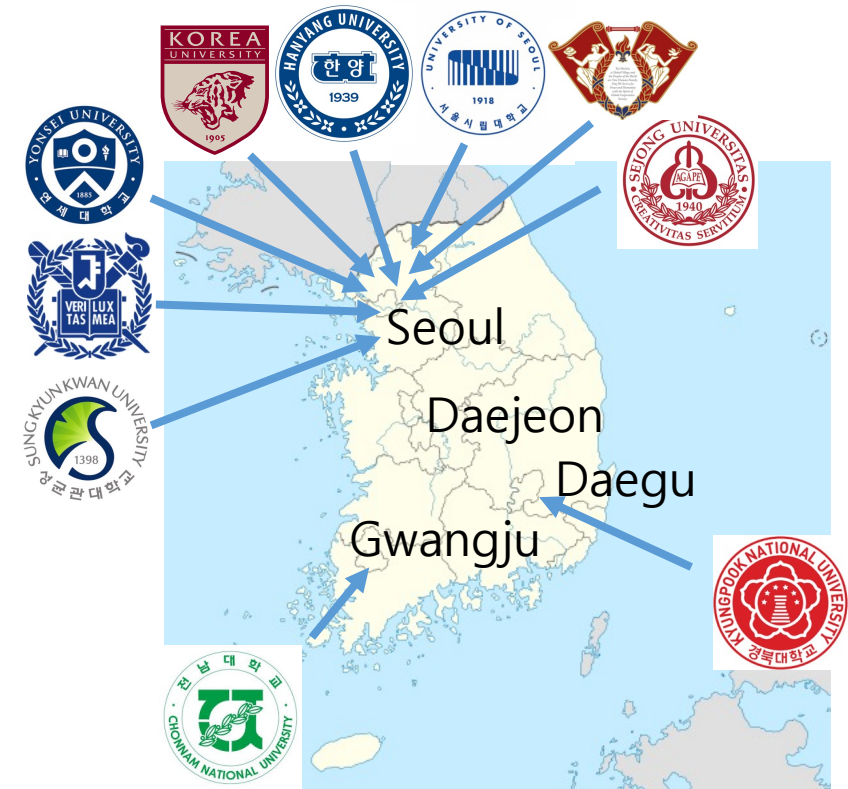 KOREA
UNIVERSITY
1905
HANYANG UNIVERSITY
한양
1939
UNIVERSITY OF SEOUL
1918
서울시립대학교
SEJONG UNIVERSITAS
AGAPE
1940
CREATIVITAS SERVITIUM
YONSEI UNIVERSITY
1885
연세대학교
VERI LUX
TAS MEA
SUNGKYUNKWAN UNIVERSITY
1398
성균관대학교
Seoul
Daejeon
Daegu
Gwangju
KYUNGPOOK NATIONAL UNIVERSITY
경북대학교
전남대학교
CHONNAM NATIONAL UNIVERSITY